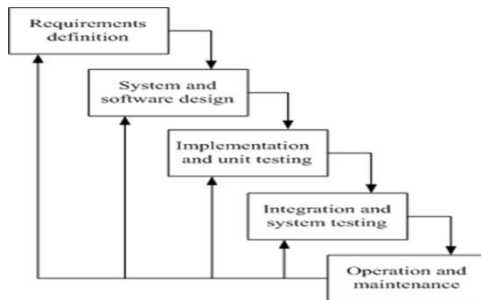 Requirements
definition
System and
software design
Implementation
and unit testing
Integration and
system testing
Operation and
maintenance